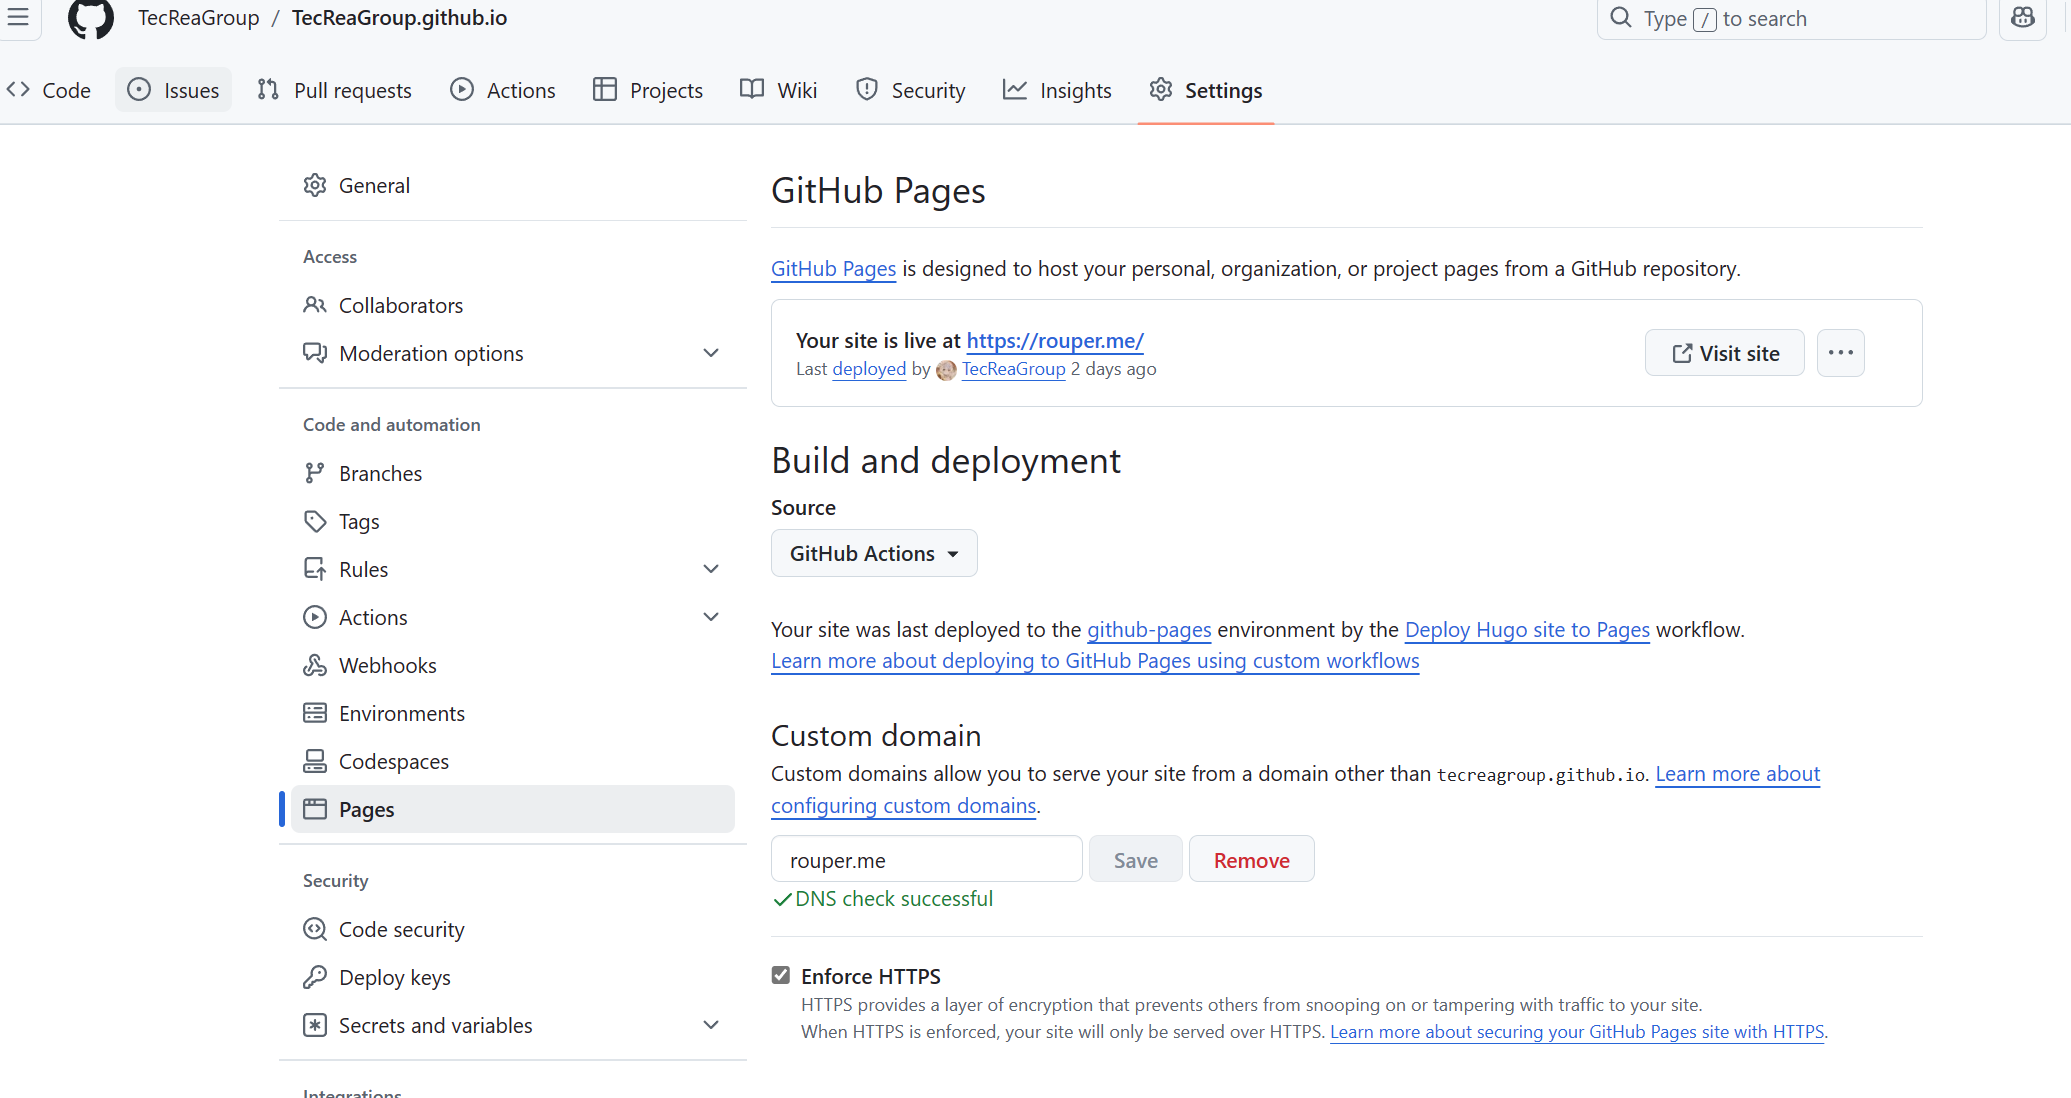 TecReaGroup / TecReaGroup.github.io
Type / to search
Code
Issues
Pull requests
Actions
Projects
Wiki
Security
Insights
Settings
General
Access
Collaborators
Moderation options
Code and automation
Branches
Tags
Rules
Actions
Webhooks
Environments
Codespaces
Pages
Security
Code security
Deploy keys
Secrets and variables
Integrations
GitHub Pages
GitHub Pages is designed to host your personal, organization, or project pages from a GitHub repository.
Your site is live at https://rouper.me/
Last deployed by TecReaGroup 2 days ago
Visit site
Build and deployment
Source
GitHub Actions
Your site was last deployed to the github-pages environment by the Deploy Hugo site to Pages workflow.
Learn more about deploying to GitHub Pages using custom workflows
Custom domain
Custom domains allow you to serve your site from a domain other than tecreagroup.github.io. Learn more about
configuring custom domains.
rouper.me
Save
Remove
DNS check successful
Enforce HTTPS
HTTPS provides a layer of encryption that prevents others from snooping on or tampering with traffic to your site.
When HTTPS is enforced, your site will only be served over HTTPS. Learn more about securing your GitHub Pages site with HTTPS.